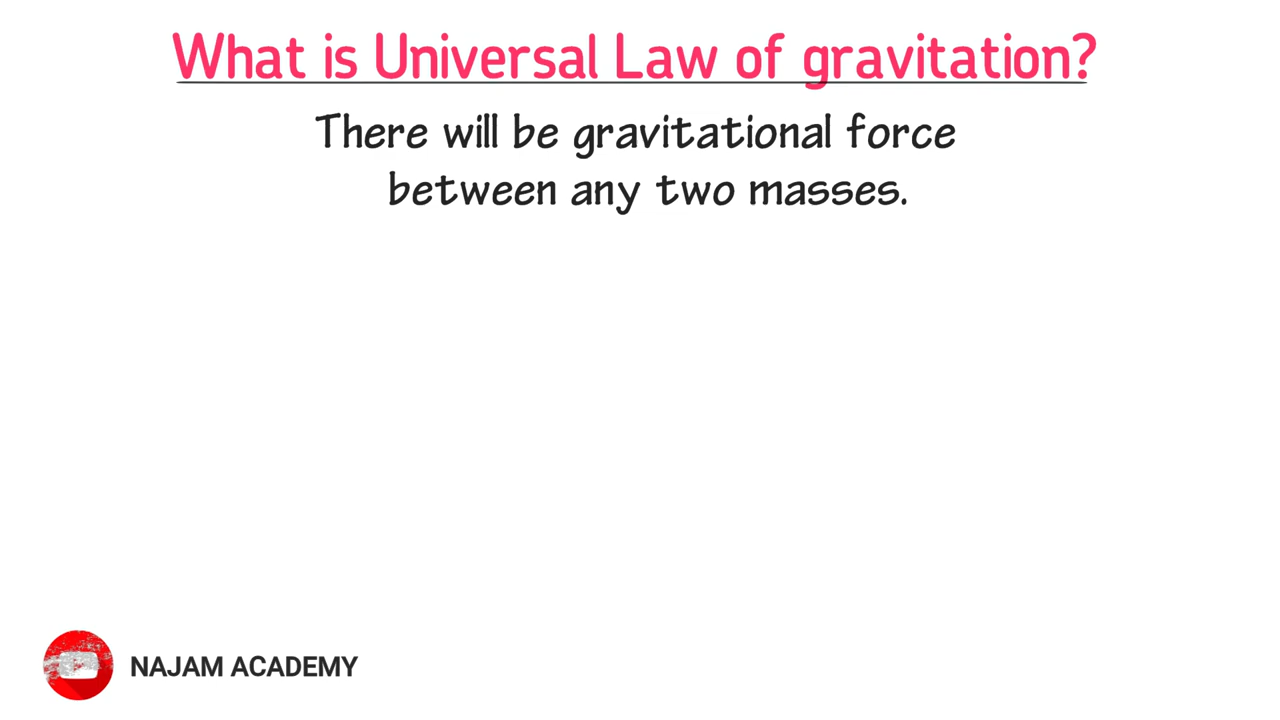 What is Universal Law of gravitation?
There will be gravitational force
between any two masses.
NAJAM ACADEMY